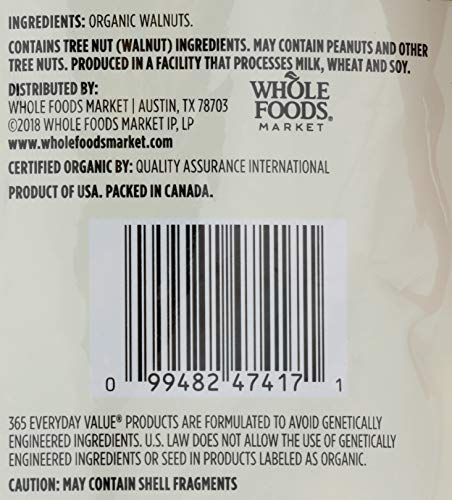 INGREDIENTS: ORGANIC WALNUTS.
CONTAINS TREE NUT (WALNUT) INGREDIENTS. MAY CONTAIN PEANUTS AND OTHER
TREE NUTS. PRODUCED IN A FACILITY THAT PROCESSES MILK, WHEAT AND SOY.
DISTRIBUTED BY:
WHOLE FOODS MARKET | AUSTIN, TX 78703
©2018 WHOLE FOODS MARKET IP, LP
www.wholefoodsmarket.com
WHOLE
FOODS®
MARKET
CERTIFIED ORGANIC BY: QUALITY ASSURANCE INTERNATIONAL
PRODUCT OF USA. PACKED IN CANADA.
0 99482 47417 1
365 EVERYDAY VALUE® PRODUCTS ARE FORMULATED TO AVOID GENETICALLY
ENGINEERED INGREDIENTS. U.S. LAW DOES NOT ALLOW THE USE OF GENETICALLY
ENGINEERED INGREDIENTS OR SEED IN PRODUCTS LABELED AS ORGANIC.
CAUTION: MAY CONTAIN SHELL FRAGMENTS